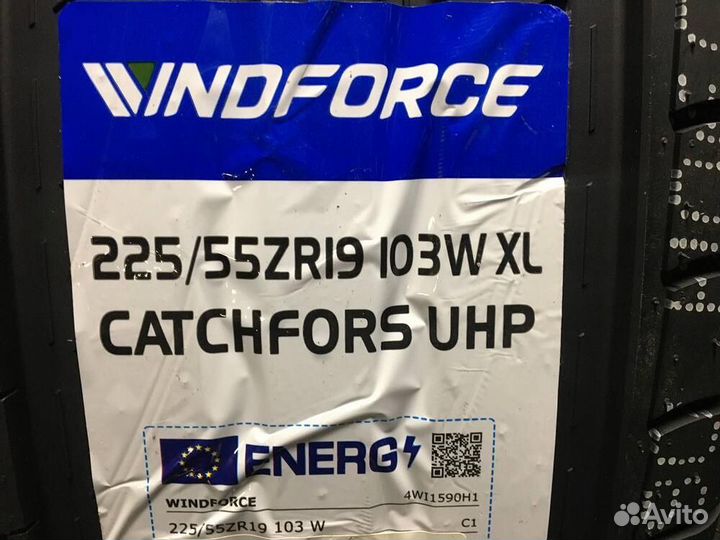 WINDFORCE
225/55ZR19 103W XL
CATCHFORS UHP
ENERG
WINDFORCE 4WI1590H1
225/55ZR19 103 W C1
Avito